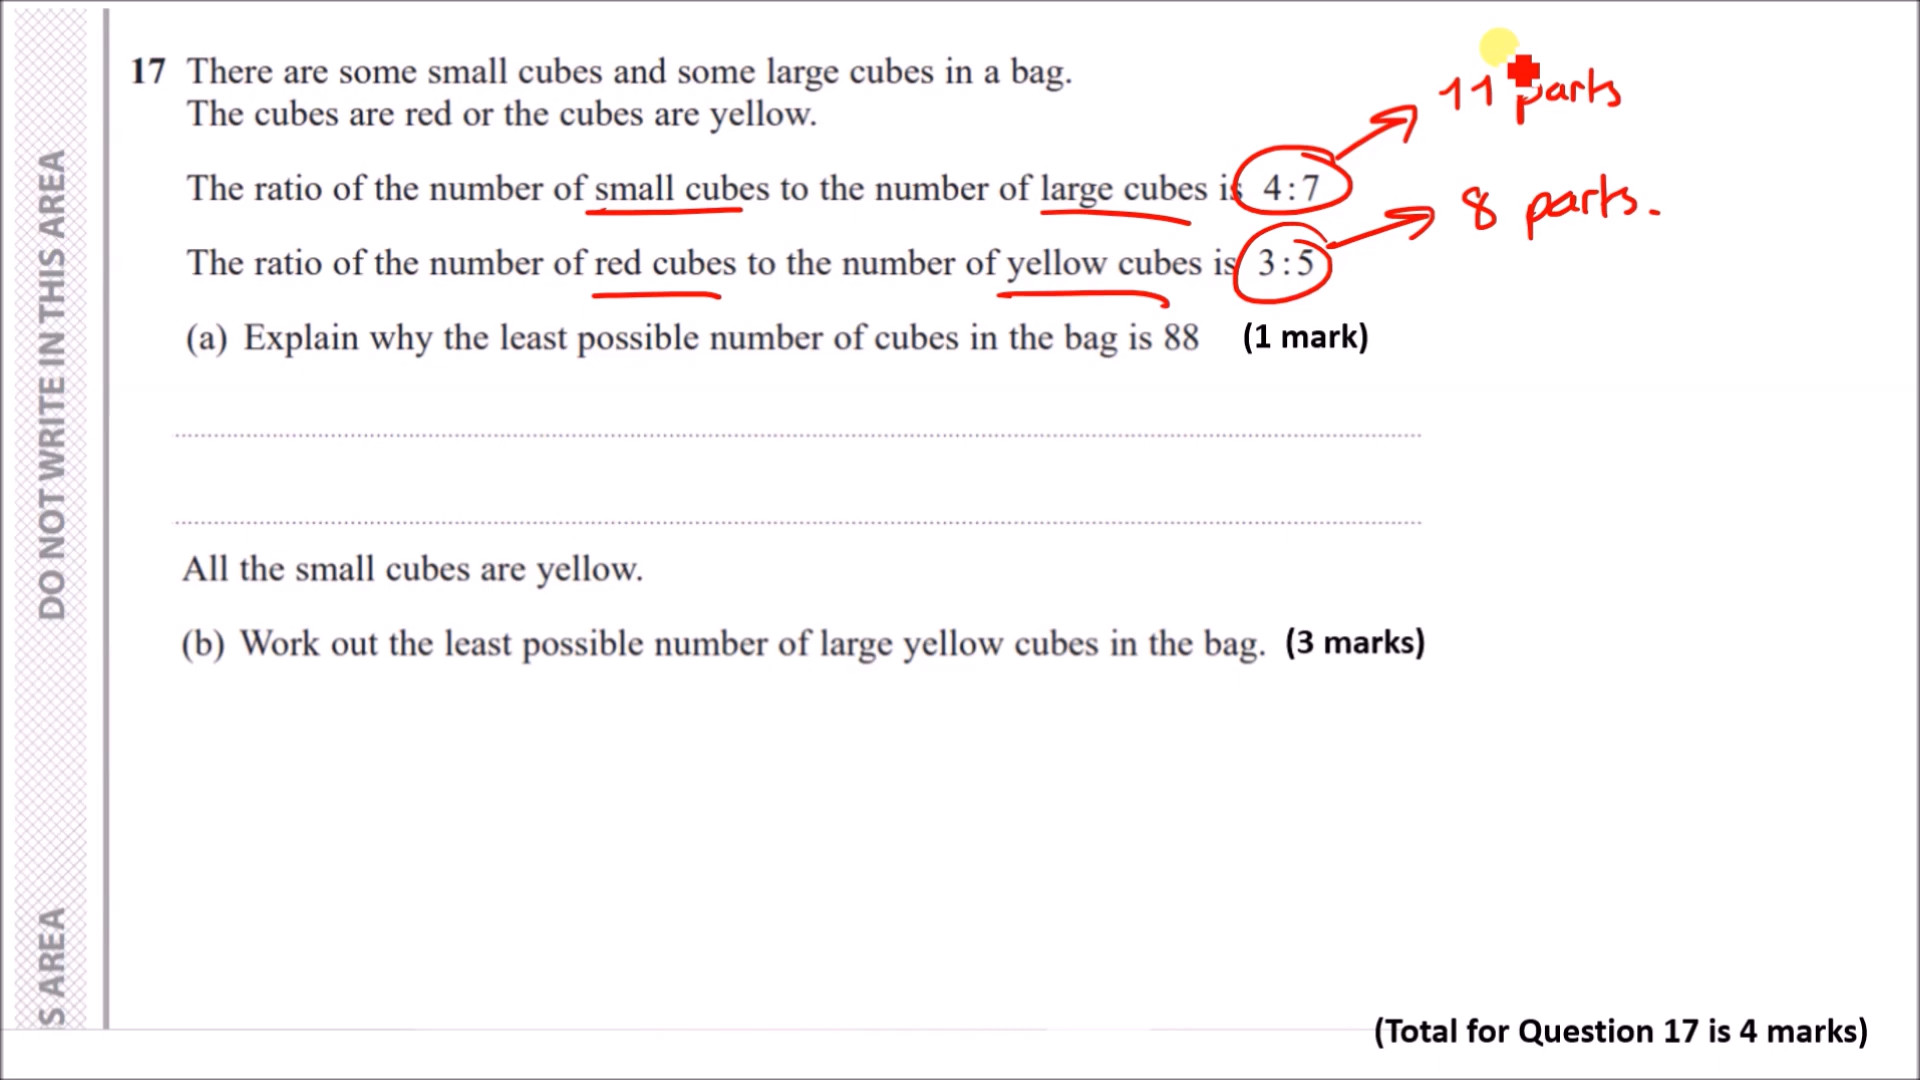 17 There are some small cubes and some large cubes in a bag.
The cubes are red or the cubes are yellow.
11 parts
The ratio of the number of small cubes to the number of large cubes is 4 : 7
8 parts.
The ratio of the number of red cubes to the number of yellow cubes is 3 : 5
(a) Explain why the least possible number of cubes in the bag is 88 (1 mark)
All the small cubes are yellow.
(b) Work out the least possible number of large yellow cubes in the bag. (3 marks)
(Total for Question 17 is 4 marks)
DO NOT WRITE IN THIS AREA
S AREA